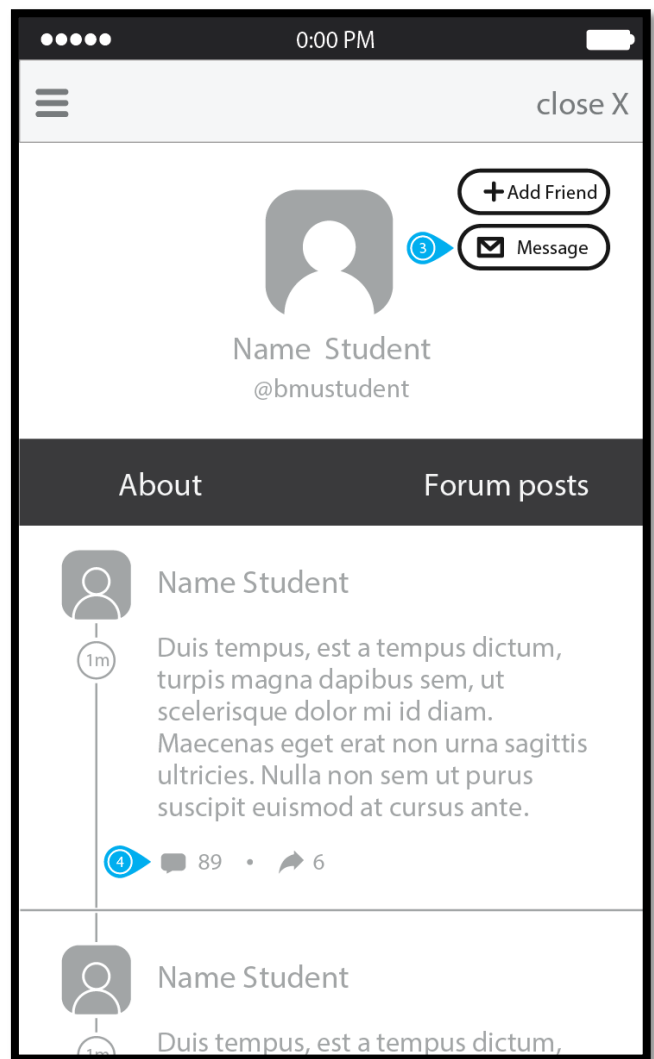 0:00 PM
close X
Add Friend
3
Message
Name Student
@bmustudent
About
Forum posts
Name Student
1m
Duis tempus, est a tempus dictum,
turpis magna dapibus sem, ut
scelerisque dolor mi id diam.
Maecenas eget erat non urna sagittis
ultricies. Nulla non sem ut purus
suscipit euismod at cursus ante.
4
89 • 6
Name Student
1m
Duis tempus, est a tempus dictum,